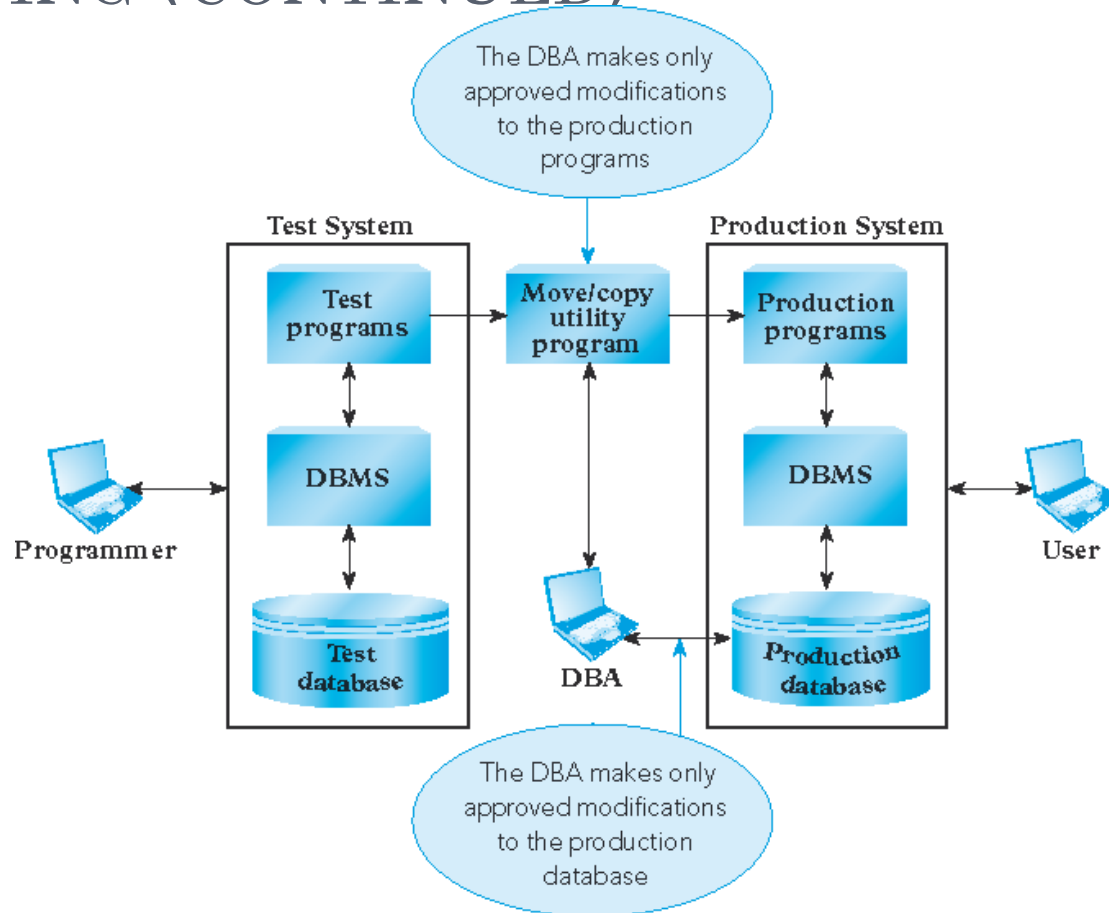 The DBA makes only
approved modifications
to the production
programs
Test System
Production System
Test
programs
Move/copy
utility
program
Production
programs
DBMS
DBMS
Programmer
User
Test
database
DBA
Production
database
The DBA makes only
approved modifications
to the production
database